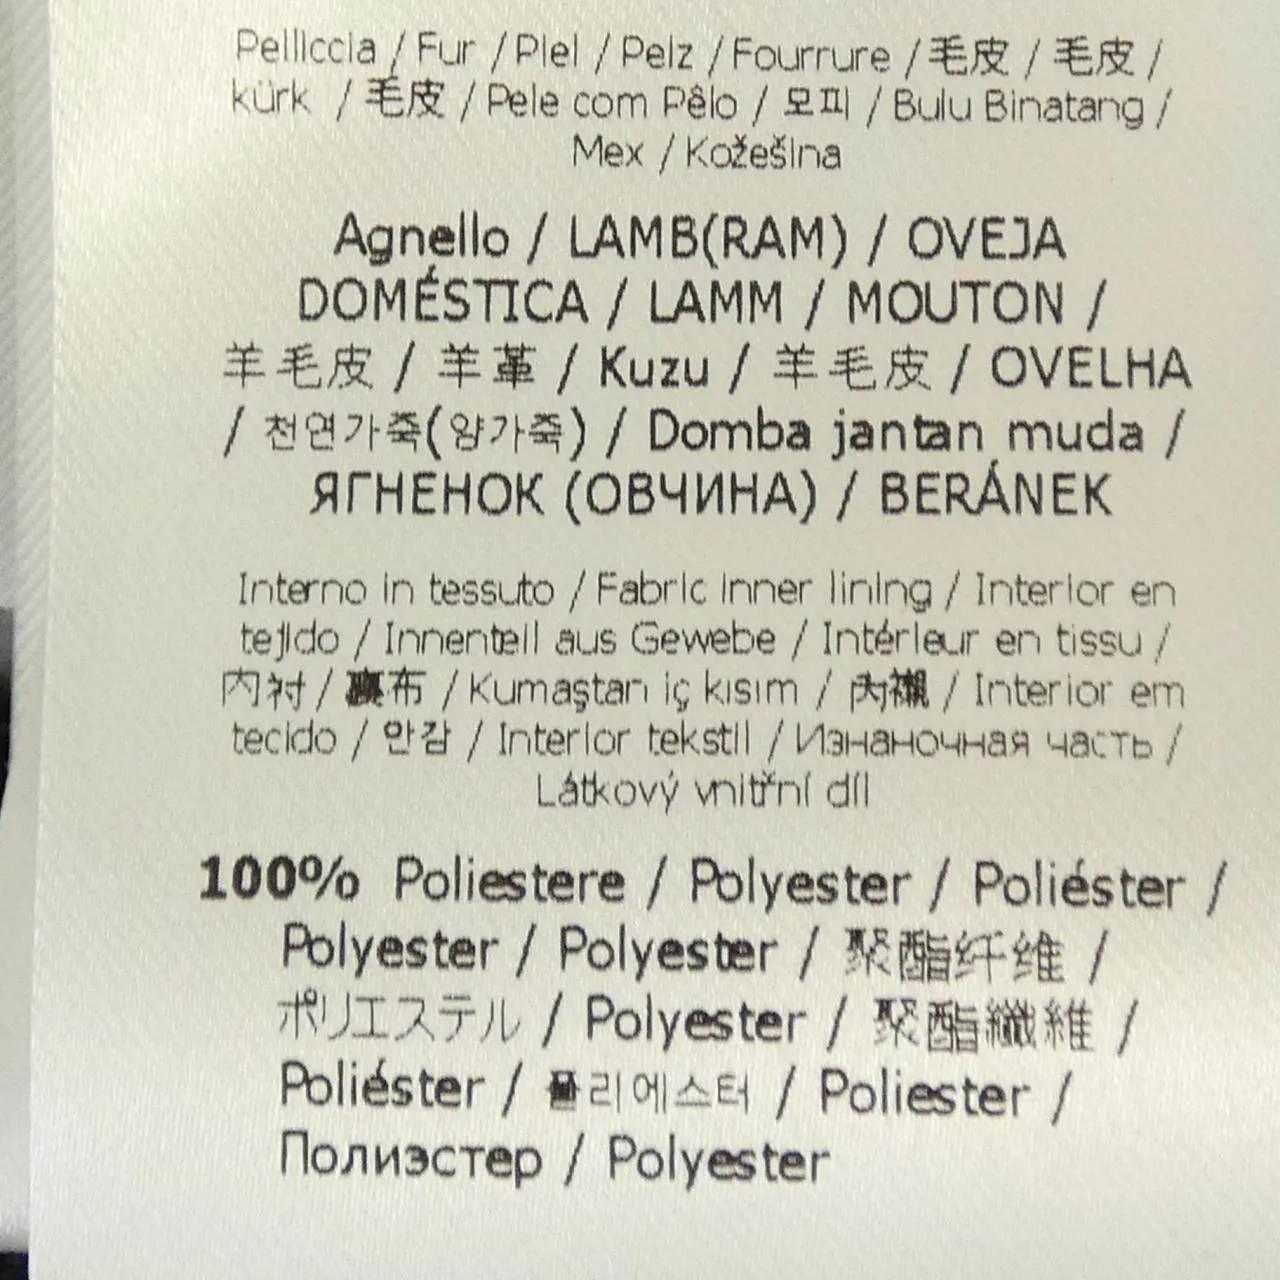 Pelliccia / Fur / Piel / Pelz / Fourrure / 毛皮 / 毛皮 /
kürk / 毛皮 / Pele com Pêlo / 모피 / Bulu Binatang /
Мех / Kožešina
Agnello / LAMB(RAM) / OVEJA
DOMÉSTICA / LAMM / MOUTON /
羊毛皮 / 羊革 / Kuzu / 羊毛皮 / OVELHA
/ 천연가죽(양가죽) / Domba jantan muda /
ЯГНЕНОК (ОВЧИНА) / BERÁNEK
Interno in tessuto / Fabric inner lining / Interior en
tejido / Innenteil aus Gewebe / Intérieur en tissu /
内衬 / 裏布 / Kumaştan iç kısım / 內襯 / Interior em
tecido / 안감 / Interior tekstil / Изнаночная часть /
Látkový vnitřní díl
100% Poliestere / Polyester / Poliéster /
Polyester / Polyester / 聚酯纤维 /
ポリエステル / Polyester / 聚酯纖維 /
Poliéster / 폴리에스터 / Poliester /
Полиэстер / Polyester